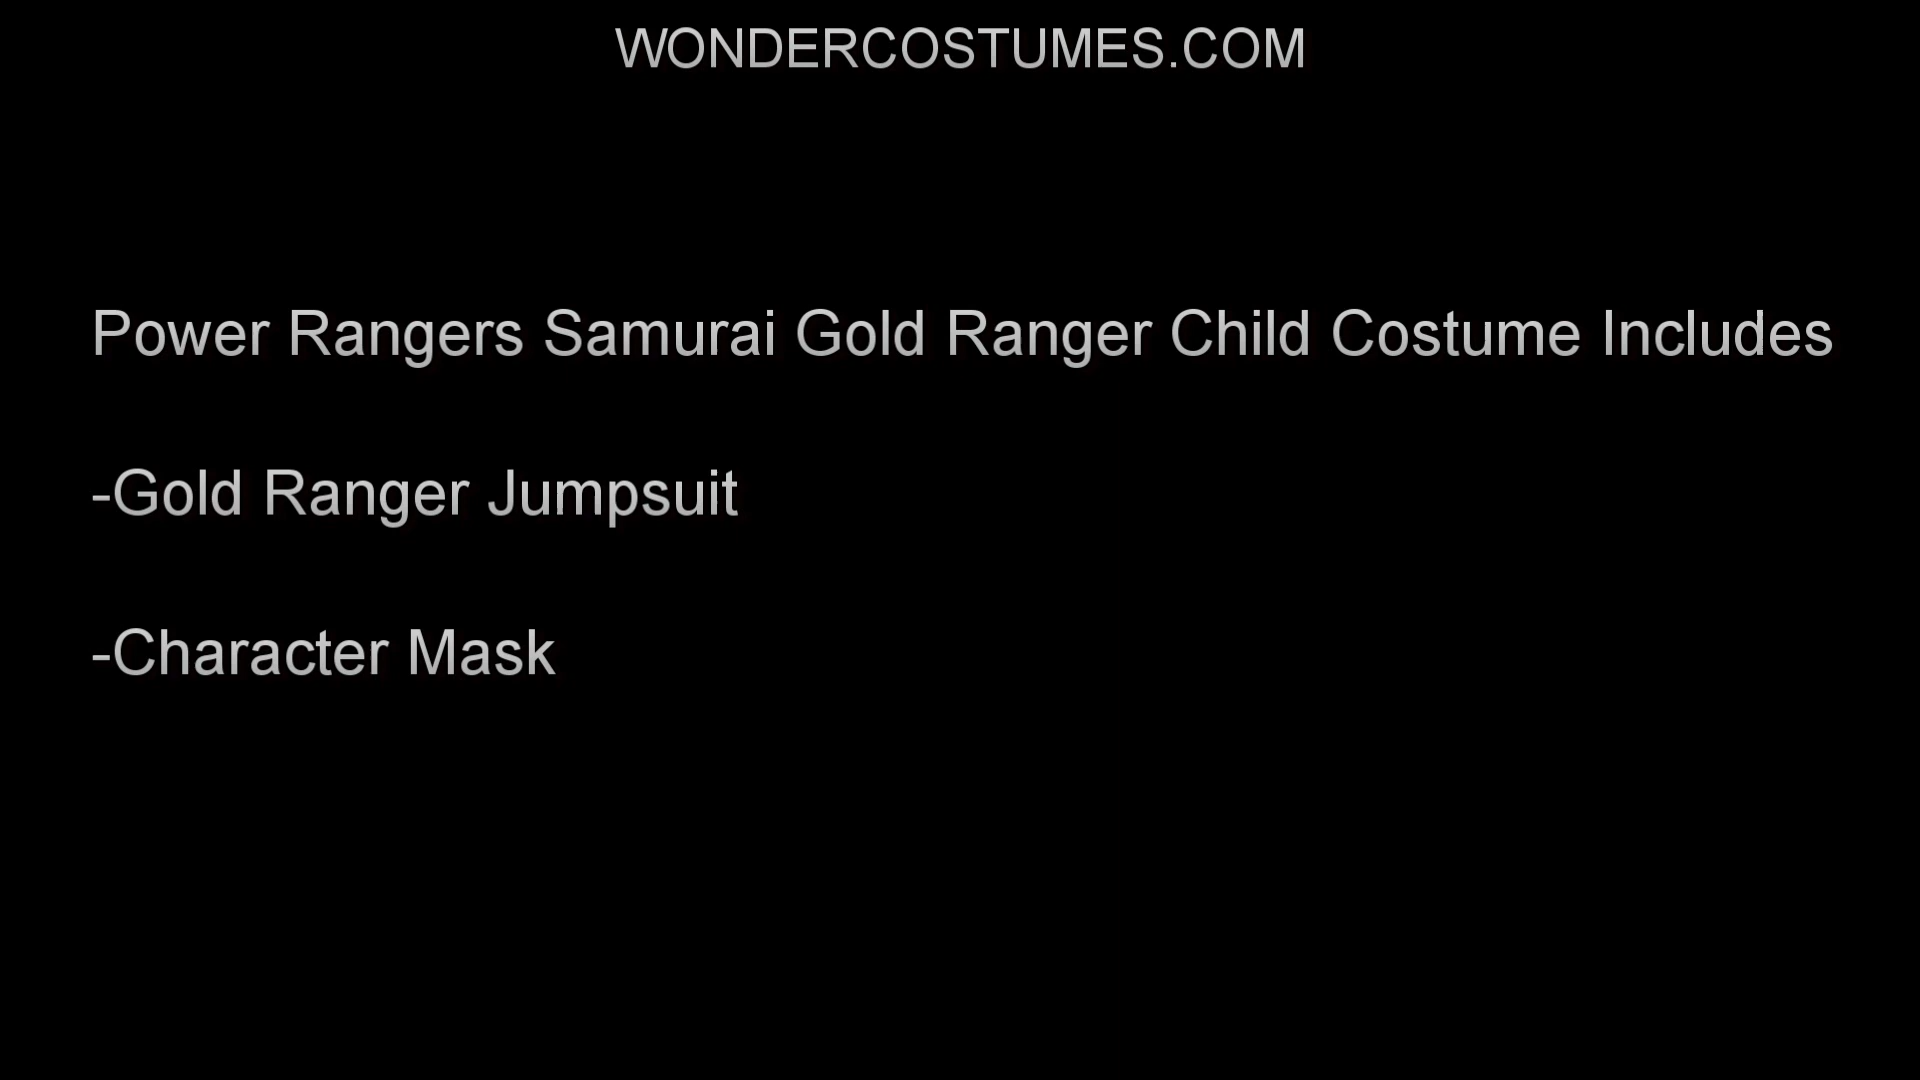 WONDERCOSTUMES.COM
Power Rangers Samurai Gold Ranger Child Costume Includes
-Gold Ranger Jumpsuit
-Character Mask